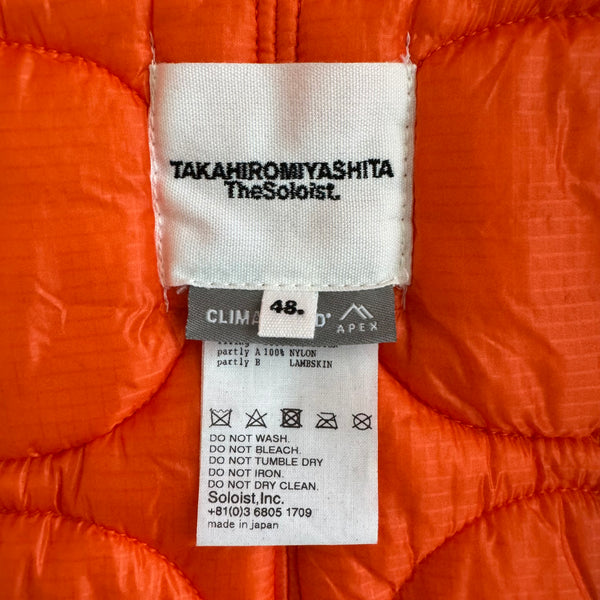 TAKAHIROMIYASHITA
TheSoloist.
48.
CLIMA
APEX
partly A 100% NYLON
partly B LAMBSKIN
DO NOT WASH.
DO NOT BLEACH.
DO NOT TUMBLE DRY
DO NOT IRON.
DO NOT DRY CLEAN.
Soloist,Inc.
+81(0)3 6805 1709
made in japan